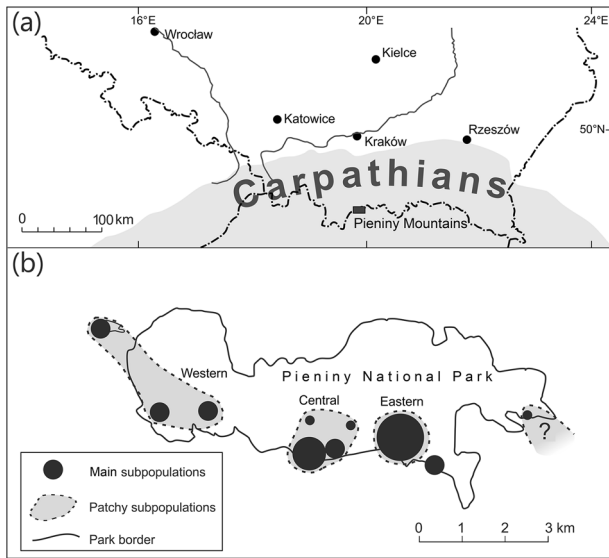 (a)
16°E
20°E
24°E
Wrocław
Kielce
Katowice
Kraków
Rzeszów
50°N
Carpathians
0
100 km
Pieniny Mountains
(b)
Western
Pieniny National Park
Central
Eastern
?
Main subpopulations
Patchy subpopulations
Park border
0 1 2 3 km